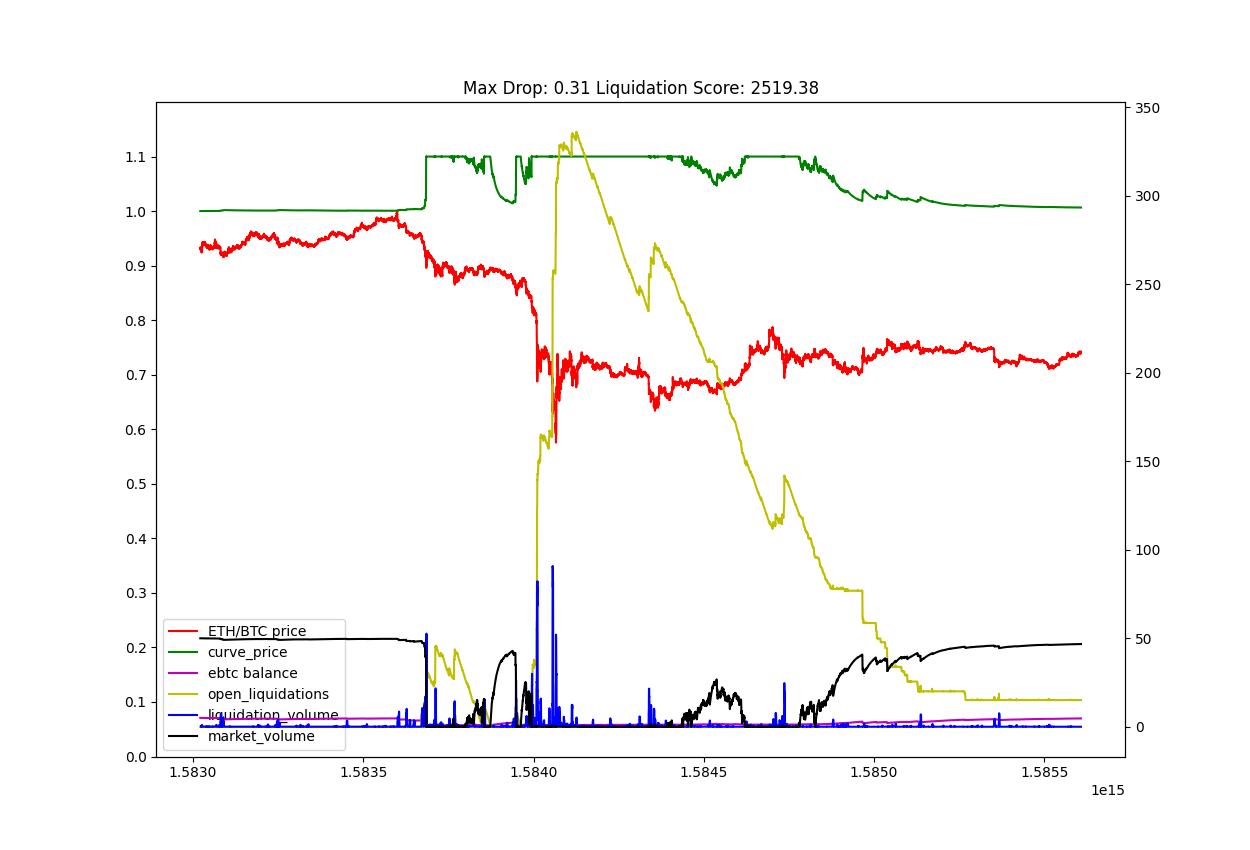 Max Drop: 0.31 Liquidation Score: 2519.38
350
1.1
300
1.0
0.9
250
0.8
200
0.7
0.6
150
0.5
0.4
100
0.3
50
0.2
0.1
0
0.0
ETH/BTC price
curve_price
ebtc balance
open_liquidations
liquidation_volume
market_volume
1.5830 1.5835 1.5840 1.5845 1.5850 1.5855
1e15